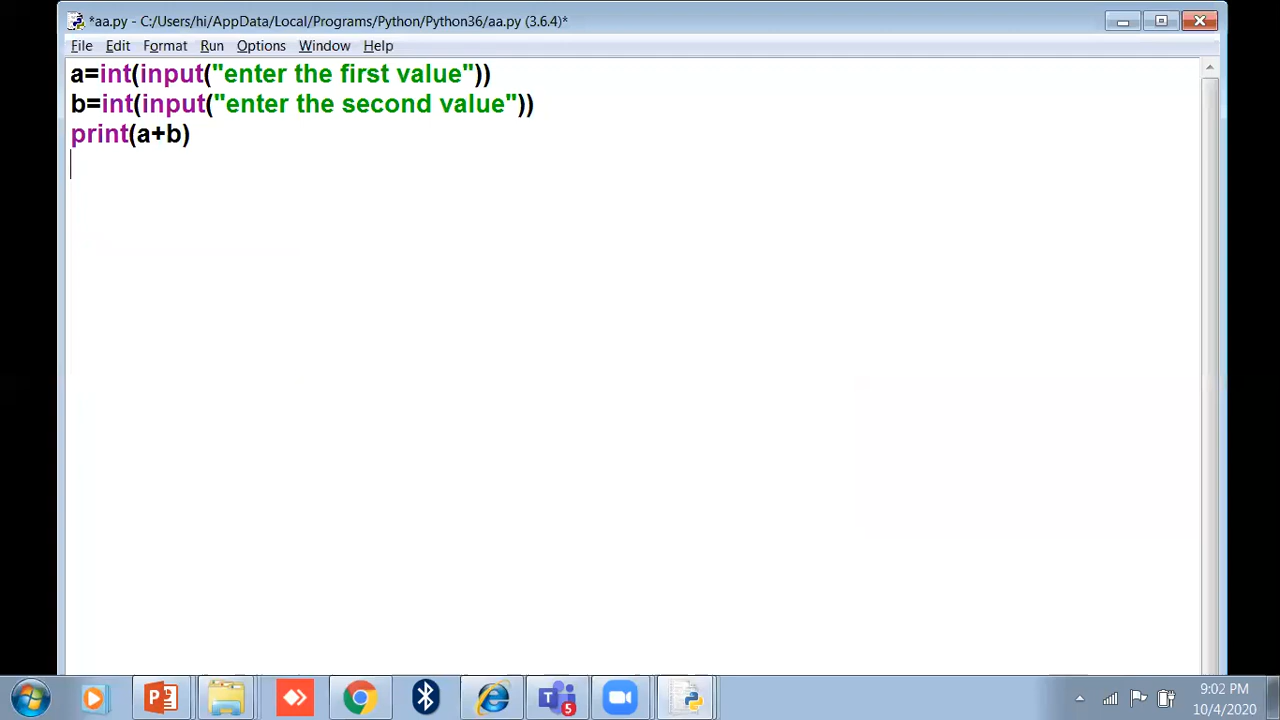 *aa.py - C:/Users/hi/AppData/Local/Programs/Python/Python36/aa.py (3.6.4)*
File Edit Format Run Options Window Help
a=int(input("enter the first value"))
b=int(input("enter the second value"))
print(a+b)
5
9:02 PM
10/4/2020